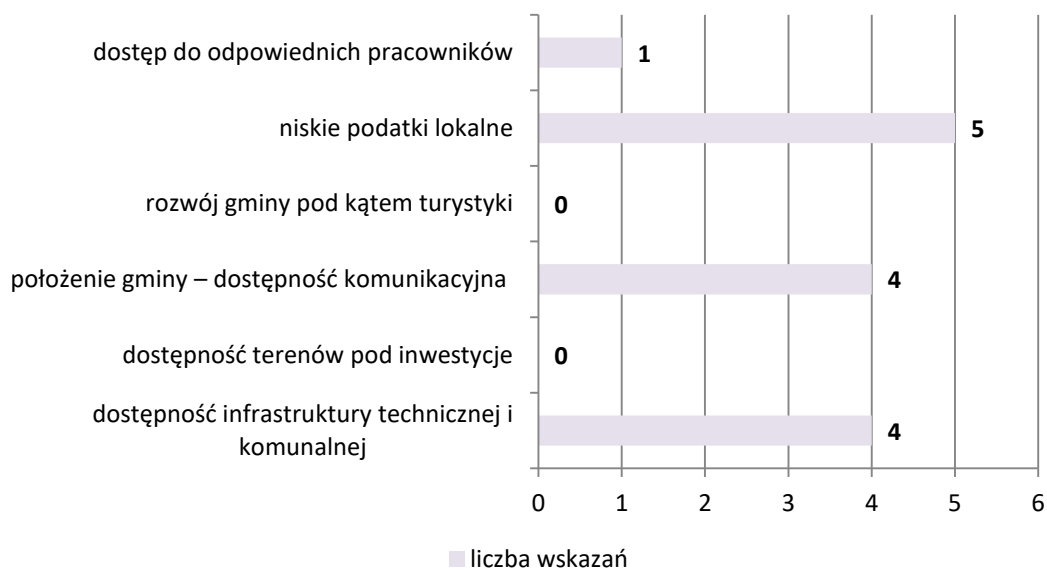 dostęp do odpowiednich pracowników
1
niskie podatki lokalne
5
rozwój gminy pod kątem turystyki
0
położenie gminy – dostępność komunikacyjna
4
dostępność terenów pod inwestycje
0
dostępność infrastruktury technicznej i
komunalnej
4
0 1 2 3 4 5 6
liczba wskazań